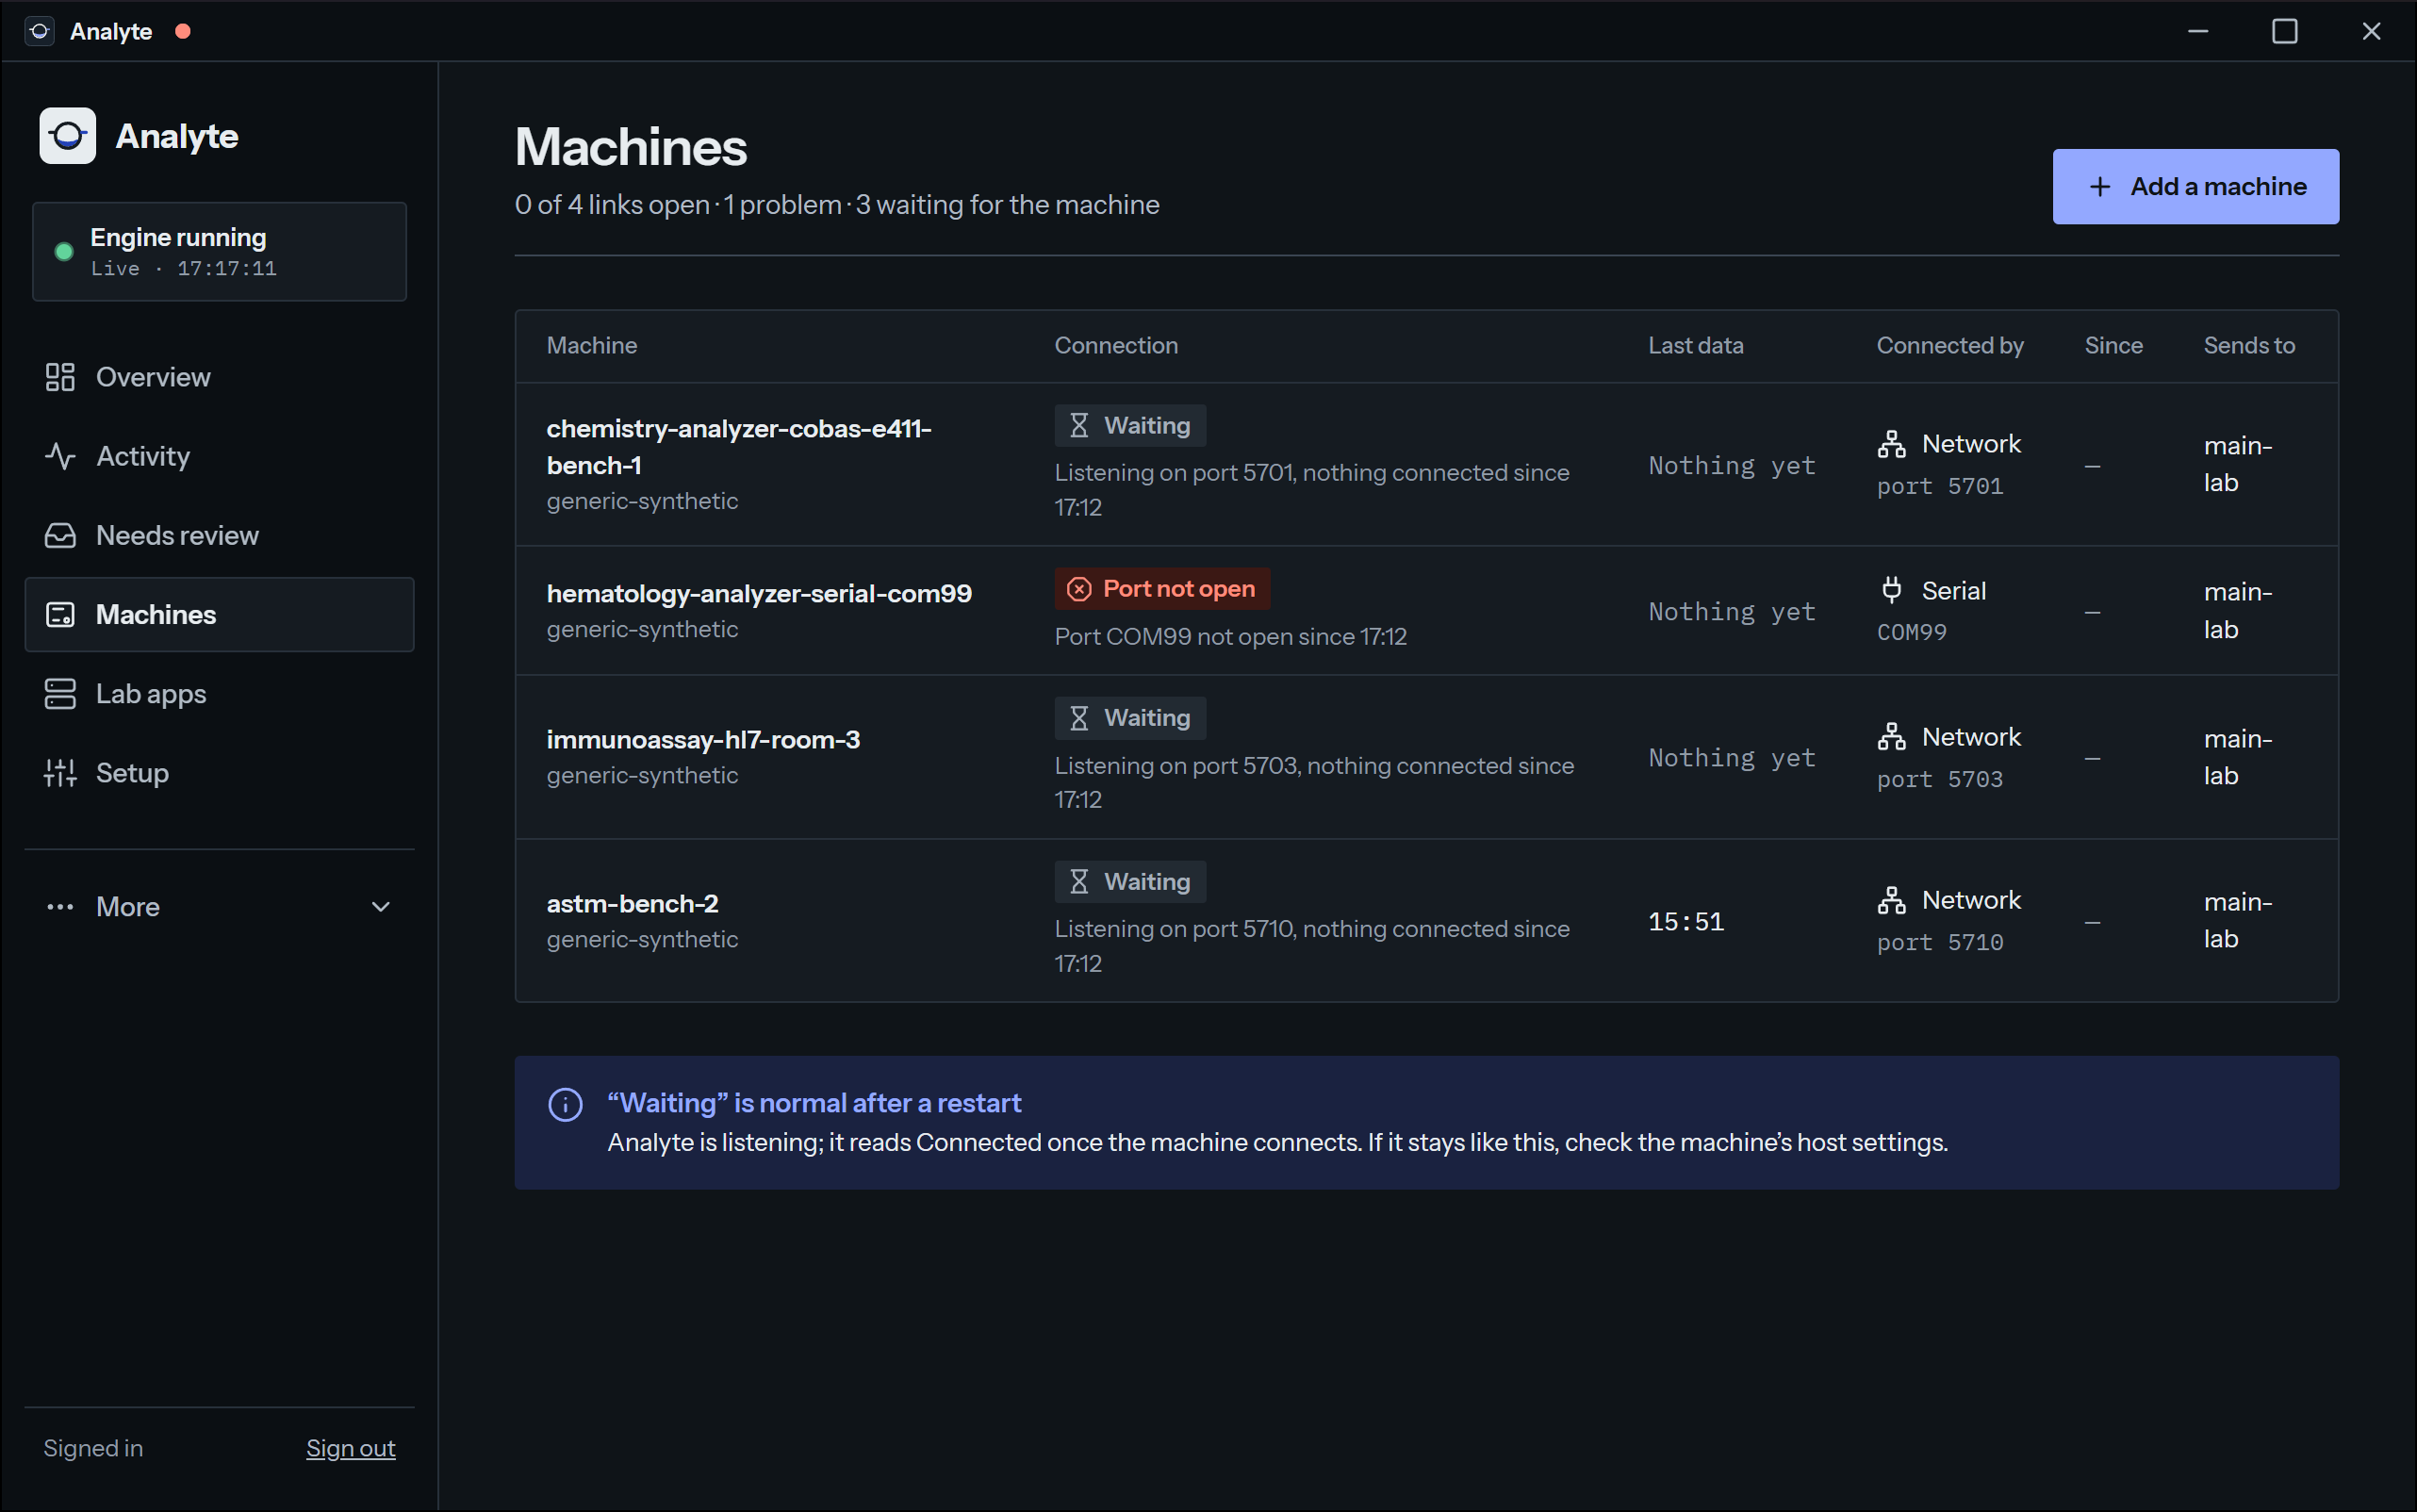 Analyte
Analyte
Engine running
Live · 17:17:11
Overview
Activity
Needs review
Machines
Lab apps
Setup
More
Signed in
Sign out
Machines
0 of 4 links open · 1 problem · 3 waiting for the machine
Add a machine
Machine Connection Last data Connected by Since Sends to
chemistry-analyzer-cobas-e411-
bench-1
generic-synthetic
Waiting
Listening on port 5701, nothing connected since
17:12
Nothing yet
Network
port 5701
—
main-
lab
hematology-analyzer-serial-com99
generic-synthetic
Port not open
Port COM99 not open since 17:12
Nothing yet
Serial
COM99
—
main-
lab
immunoassay-hl7-room-3
generic-synthetic
Waiting
Listening on port 5703, nothing connected since
17:12
Nothing yet
Network
port 5703
—
main-
lab
astm-bench-2
generic-synthetic
Waiting
Listening on port 5710, nothing connected since
17:12
15:51
Network
port 5710
—
main-
lab
“Waiting” is normal after a restart
Analyte is listening; it reads Connected once the machine connects. If it stays like this, check the machine’s host settings.